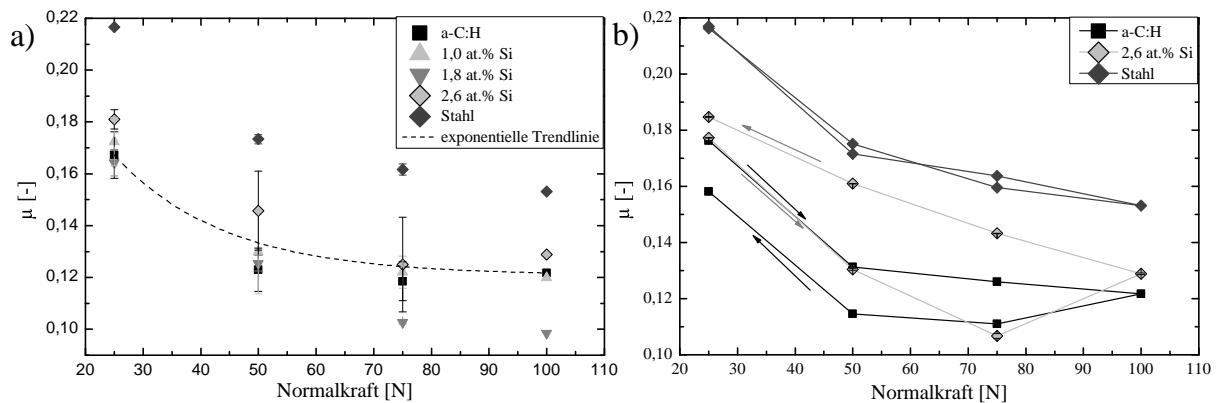 a)
0,22
0,20
0,18
0,16
0,14
0,12
0,10
µ [-]
20 30 40 50 60 70 80 90 100 110
Normalkraft [N]
a-C:H
1,0 at.% Si
1,8 at.% Si
2,6 at.% Si
Stahl
exponentielle Trendlinie
b)
0,22
0,20
0,18
0,16
0,14
0,12
0,10
µ [-]
20 30 40 50 60 70 80 90 100 110
Normalkraft [N]
a-C:H
2,6 at.% Si
Stahl